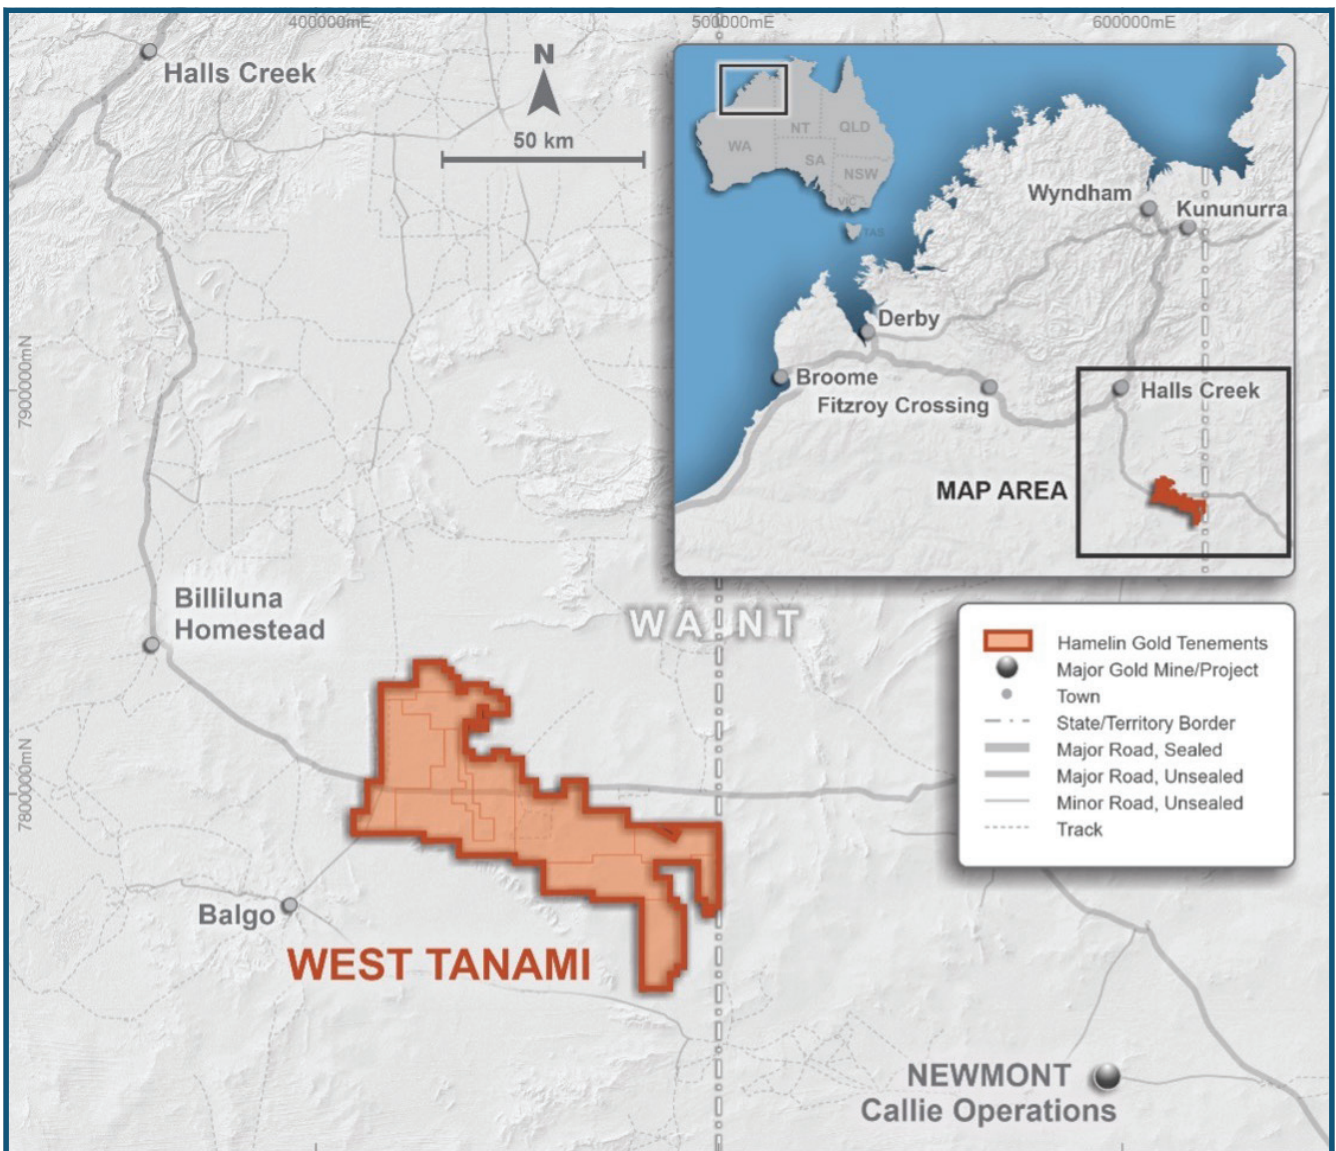 400000mE
500000mE
600000mE
Halls Creek
N
50 km
WA
NT
QLD
SA
NSW
VIC
TAS
Wyndham
Kununurra
Derby
Broome
Fitzroy Crossing
Halls Creek
MAP AREA
7900000mN
Billiluna
Homestead
WA NT
Hamelin Gold Tenements
Major Gold Mine/Project
Town
State/Territory Border
Major Road, Sealed
Major Road, Unsealed
Minor Road, Unsealed
Track
7800000mN
Balgo
WEST TANAMI
NEWMONT
Callie Operations